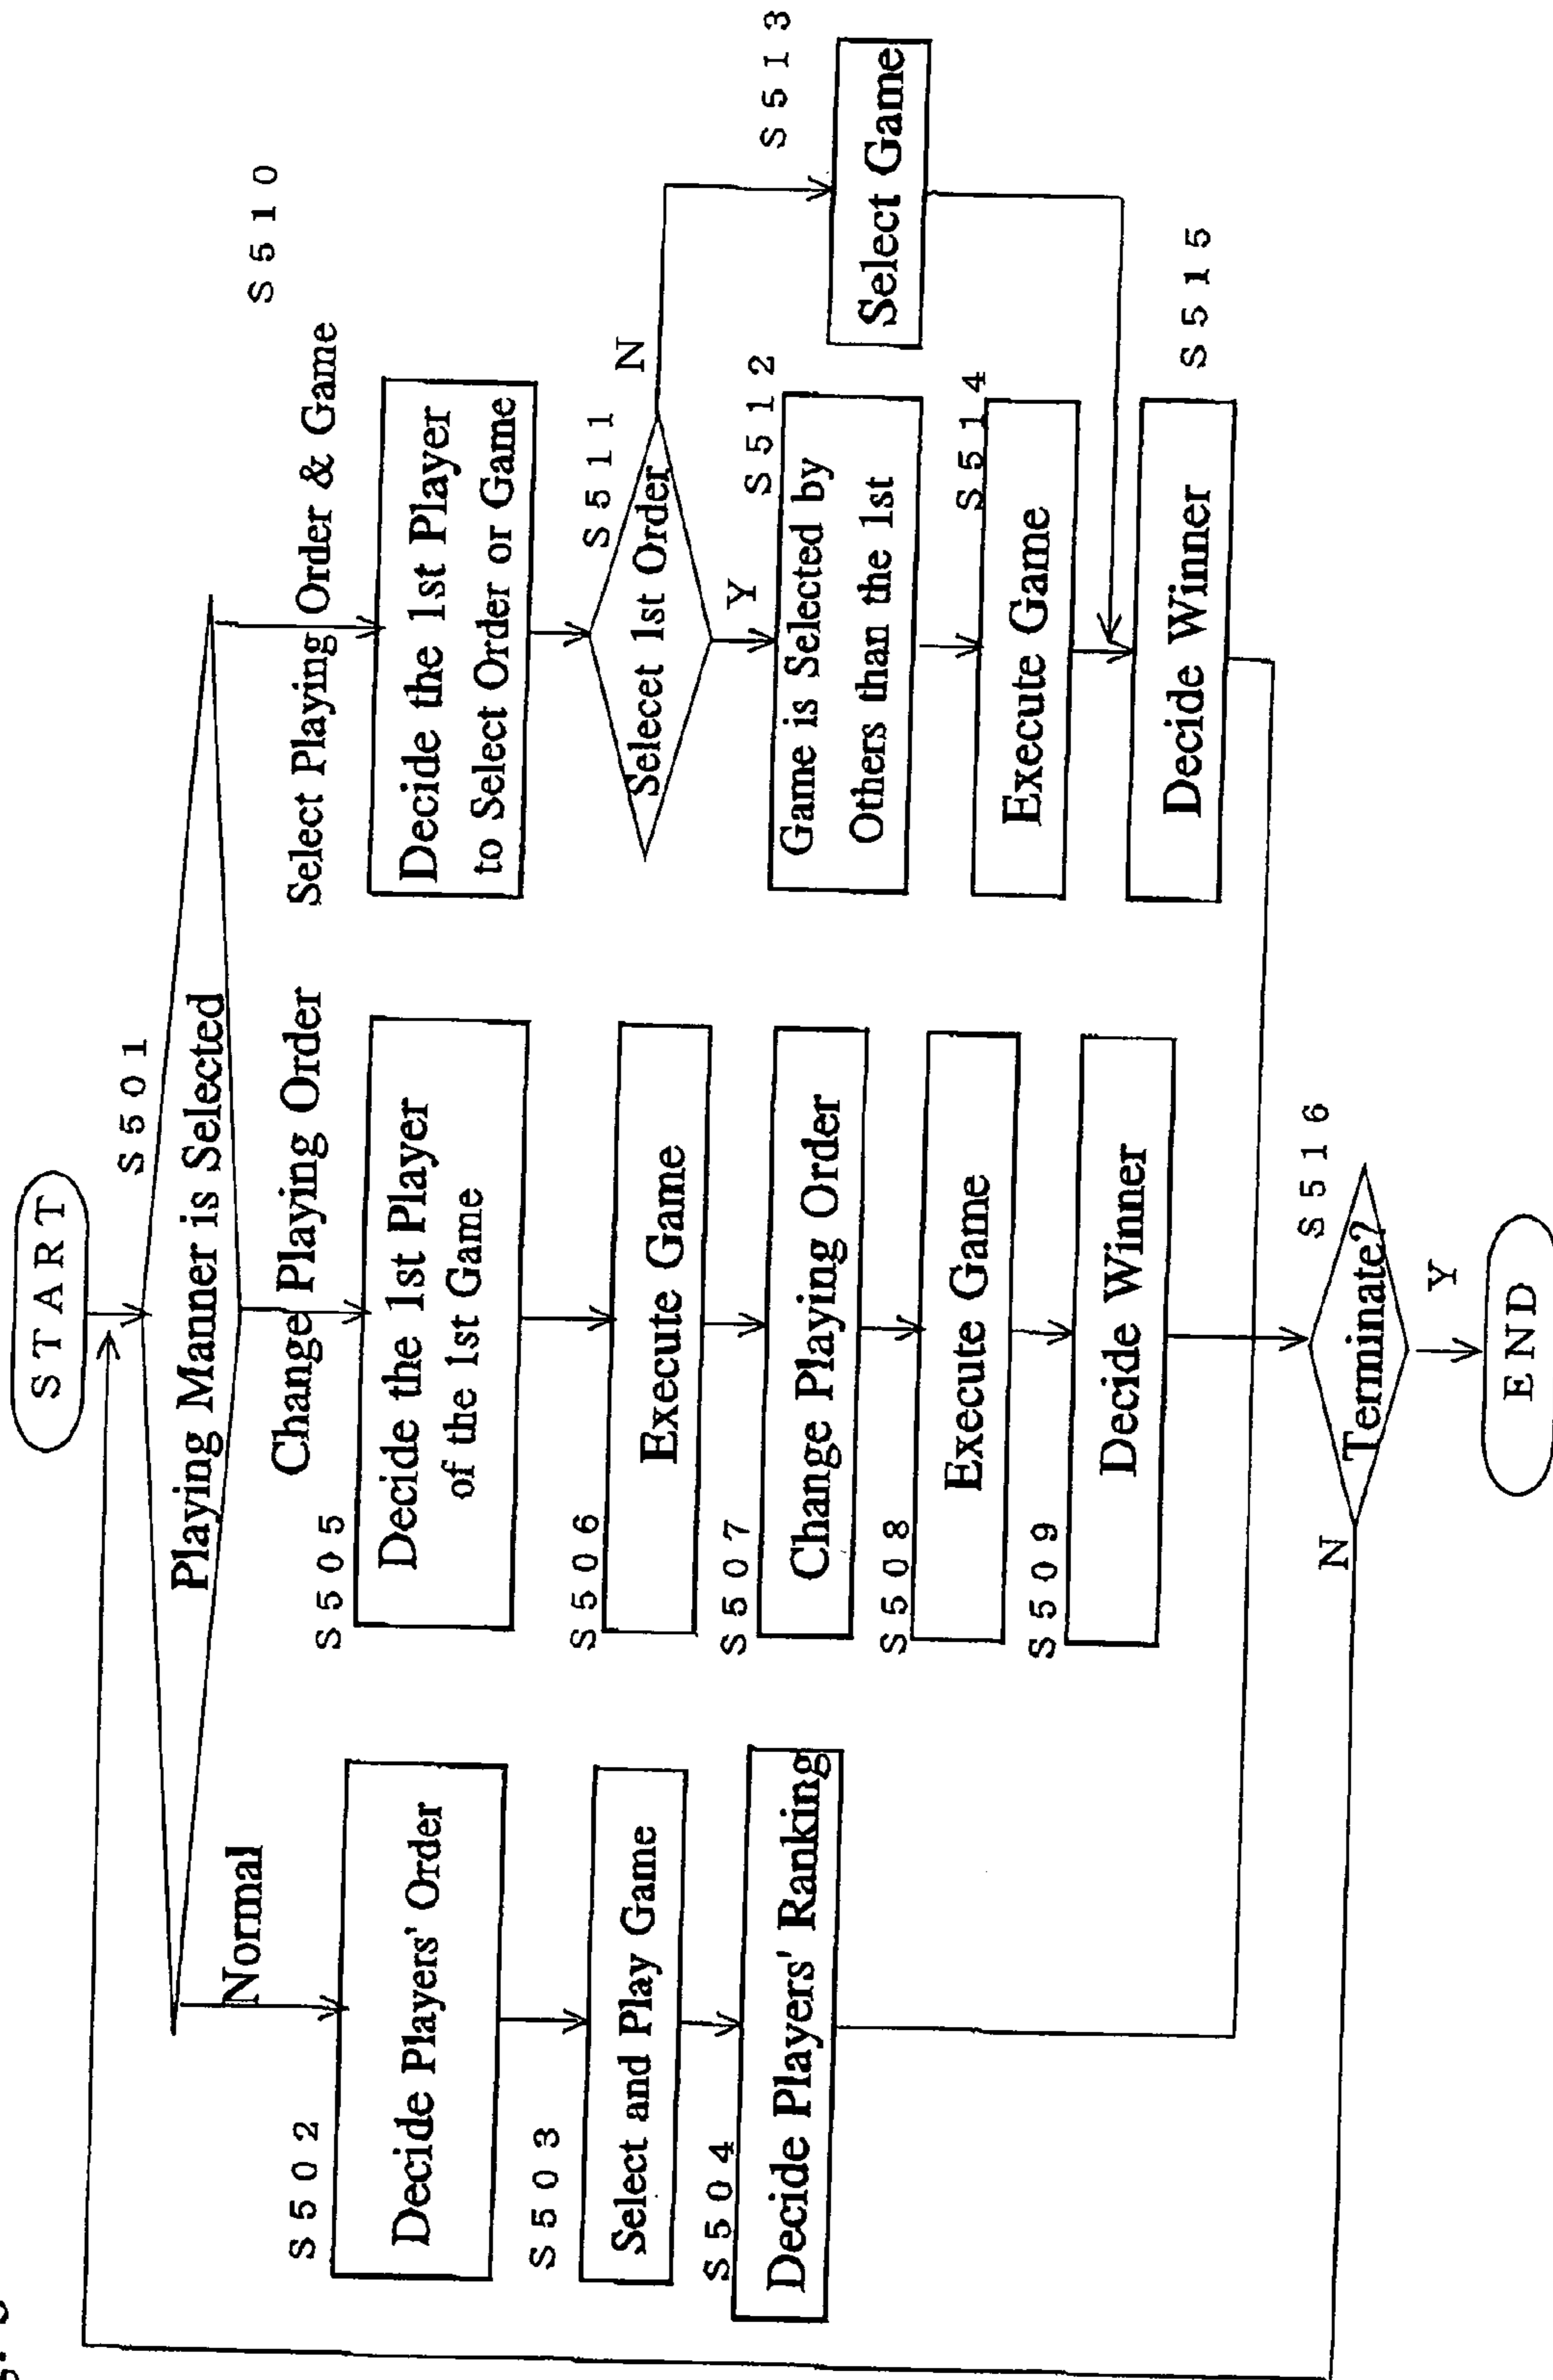 START
S501
Playing Manner is Selected
Normal
S502
Decide Players' Order
S503
Select and Play Game
S504
Decide Players' Ranking
Change Playing Order
S505
Decide the 1st Player
of the 1st Game
S506
Execute Game
S507
Change Playing Order
S508
Execute Game
S509
Decide Winner
Select Playing Order & Game
S510
Decide the 1st Player
to Select Order or Game
S511
Selecet 1st Order
N
Y
S512
Game is Selected by
Others than the 1st
S513
Select Game
S514
Execute Game
S515
Decide Winner
S516
Terminate?
N
Y
END